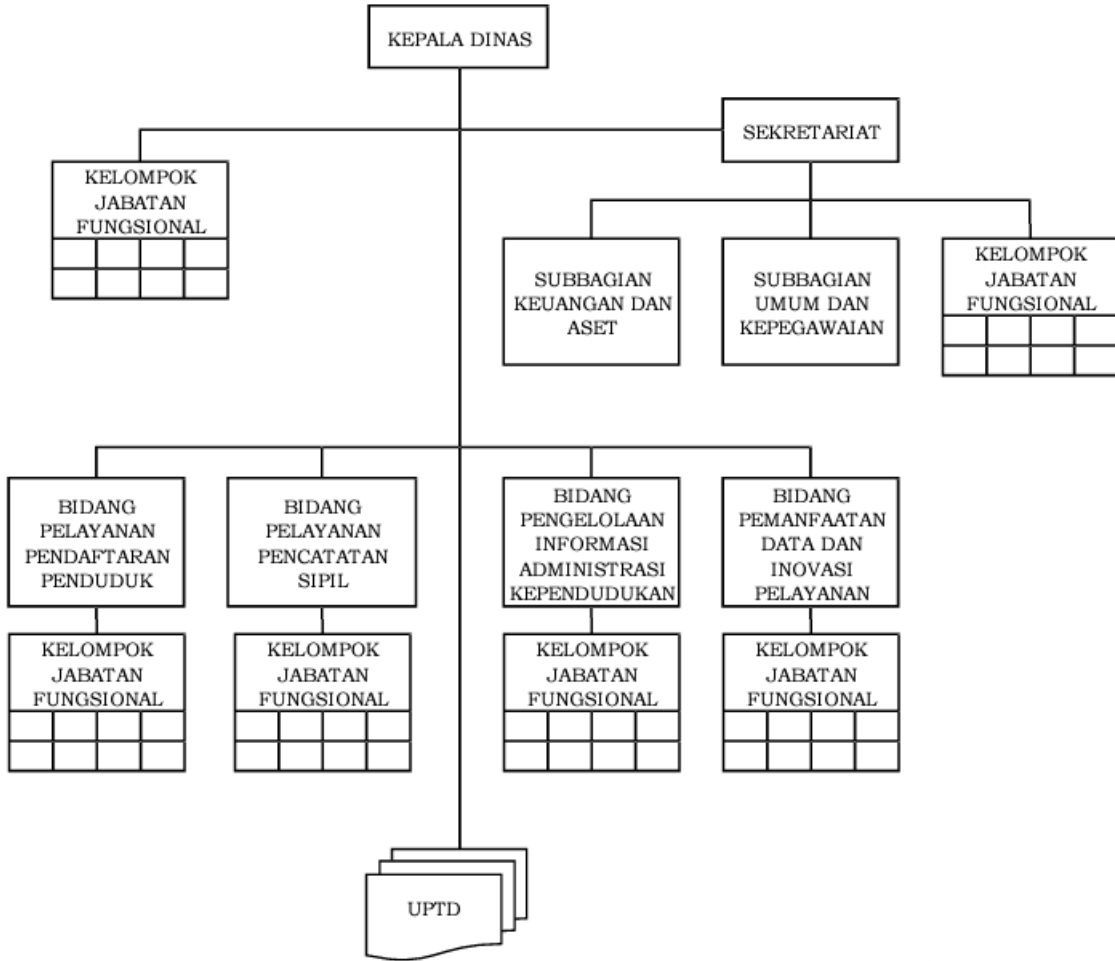 KEPALA DINAS
SEKRETARIAT
KELOMPOK
JABATAN
FUNGSIONAL
SUBBAGIAN
KEUANGAN DAN
ASET
SUBBAGIAN
UMUM DAN
KEPEGAWAIAN
KELOMPOK
JABATAN
FUNGSIONAL
BIDANG
PELAYANAN
PENDAFTARAN
PENDUDUK
BIDANG
PELAYANAN
PENCATATAN
SIPIL
BIDANG
PENGELOLAAN
INFORMASI
ADMINISTRASI
KEPENDUDUKAN
BIDANG
PEMANFAATAN
DATA DAN
INOVASI
PELAYANAN
KELOMPOK
JABATAN
FUNGSIONAL
KELOMPOK
JABATAN
FUNGSIONAL
KELOMPOK
JABATAN
FUNGSIONAL
KELOMPOK
JABATAN
FUNGSIONAL
UPTD